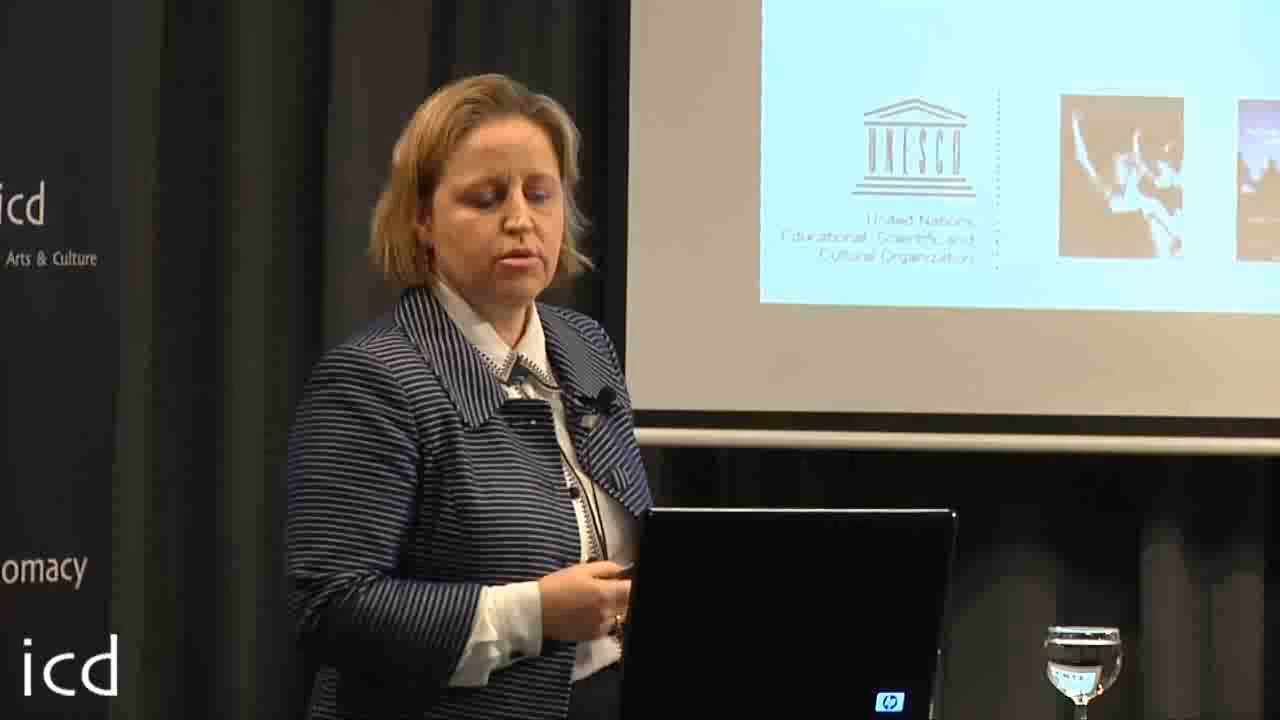 icd
Arts & Culture
omacy
icd
UNESCO
United Nations
Educational, Scientific and
Cultural Organization
hp